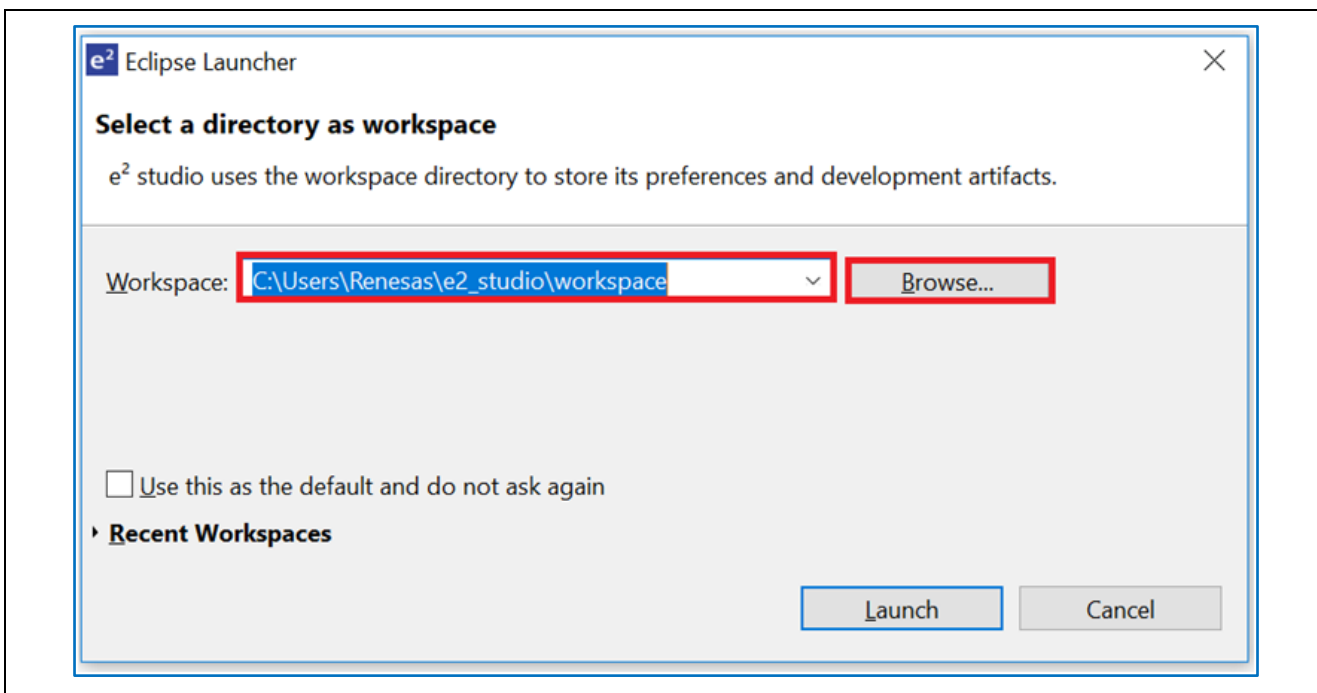 e² Eclipse Launcher
Select a directory as workspace
e² studio uses the workspace directory to store its preferences and development artifacts.
Workspace: C:\Users\Renesas\e2_studio\workspace Browse...
Use this as the default and do not ask again
Recent Workspaces
Launch Cancel